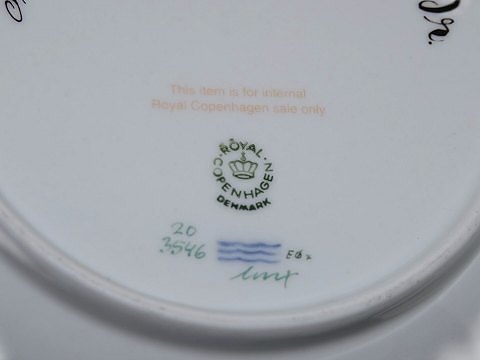 This item is for internal
Royal Copenhagen sale only
ROYAL
COPENHAGEN
DENMARK
20
3546